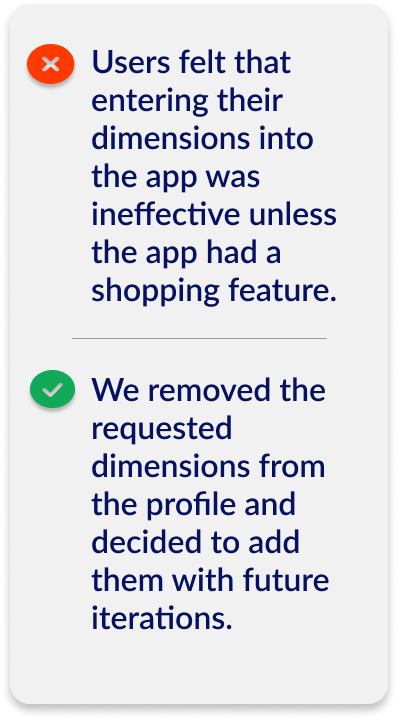 Users felt that
entering their
dimensions into
the app was
ineffective unless
the app had a
shopping feature.
We removed the
requested
dimensions from
the profile and
decided to add
them with future
iterations.